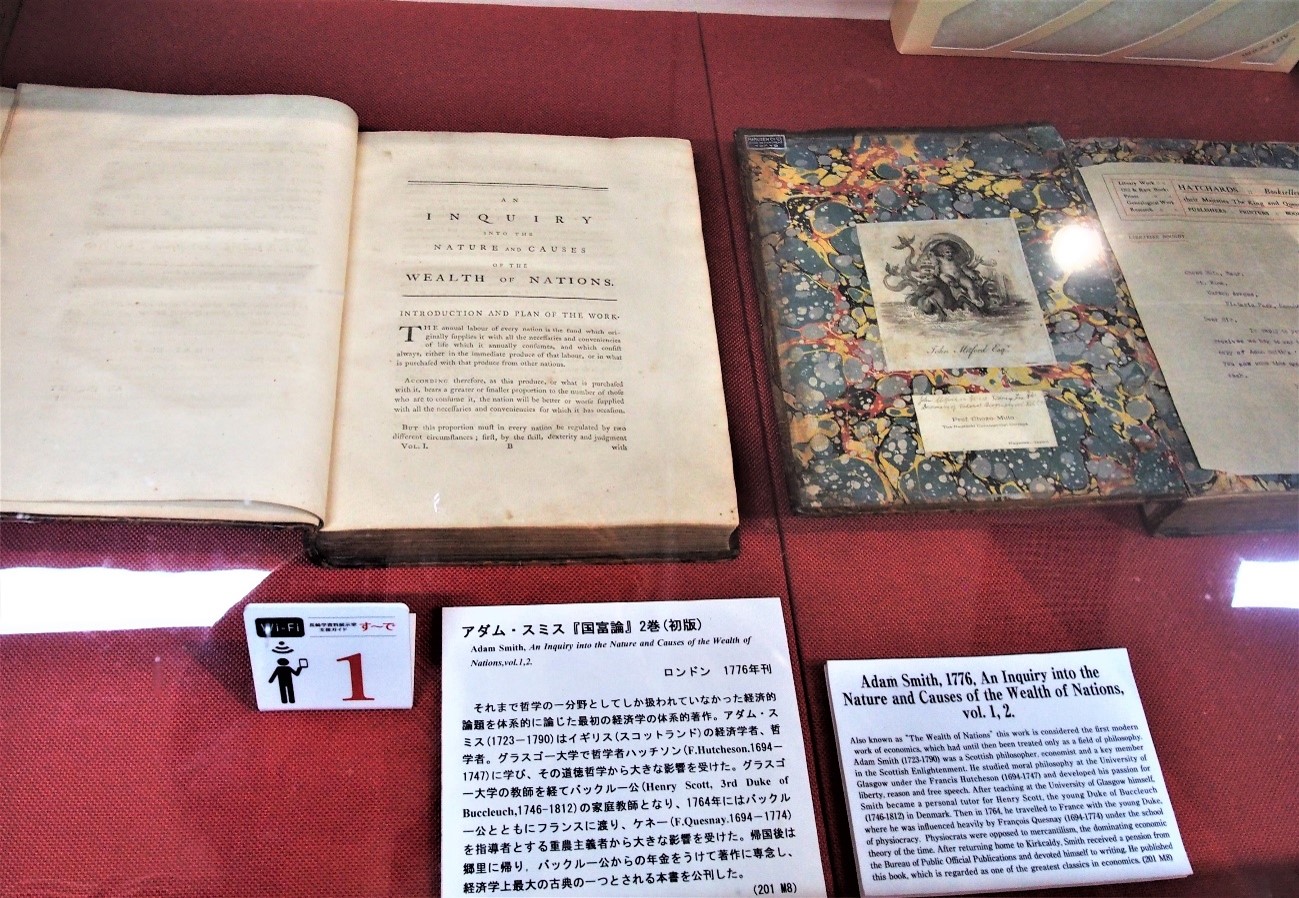 AN
INQUIRY
INTO THE
NATURE AND CAUSES
OF THE
WEALTH OF NATIONS.
INTRODUCTION AND PLAN OF THE WORK.
THE annual labour of every nation is the fund which ori-
ginally supplies it with all the necessaries and conveniencies
of life which it annually consumes, and which consist
always, either in the immediate produce of that labour, or in what
is purchased with that produce from other nations.
ACCORDING therefore, as this produce, or what is purchased
with it, bears a greater or smaller proportion to the number of those
who are to consume it, the nation will be better or worse supplied
with all the necessaries and conveniencies for which it has occasion.
BUT this proportion must in every nation be regulated by two
different circumstances; first, by the skill, dexterity and judgment
VOL. I. B with
John Mitford Esqr
Prof. Chozo Muto
Library Work
Old & Rare Books
Prints
Genealogical Work
Research
HATCHARDS :: Booksellers
their Majesties The King and Queen
PUBLISHERS · PRINTERS
Dear Sir,
Wi-Fi
す～で
1
アダム・スミス『国富論』2巻(初版)
Adam Smith, An Inquiry into the Nature and Causes of the Wealth of
Nations,vol.1,2.
ロンドン 1776年刊
それまで哲学の一分野としてしか扱われていなかった経済的
論題を体系的に論じた最初の経済学の体系的著作。アダム・ス
ミス(1723－1790)はイギリス(スコットランド)の経済学者、哲
学者。グラスゴー大学で哲学者ハッチソン(F.Hutcheson,1694－
1747)に学び、その道徳哲学から大きな影響を受けた。グラスゴ
ー大学の教師を経てバックルー公(Henry Scott, 3rd Duke of
Buccleuch,1746-1812)の家庭教師となり、1764年にはバックル
ー公とともにフランスに渡り、ケネー(F.Quesnay,1694－1774)
を指導者とする重農主義者から大きな影響を受けた。帰国後は
郷里に帰り，バックルー公からの年金をうけて著作に専念し、
経済学上最大の古典の一つとされる本書を公刊した。
(201 M8)
Adam Smith, 1776, An Inquiry into the
Nature and Causes of the Wealth of Nations,
vol. 1, 2.
Also known as "The Wealth of Nations" this work is considered the first modern
work of economics, which had until then been treated only as a field of philosophy.
Adam Smith (1723-1790) was a Scottish philosopher, economist and a key member
in the Scottish Enlightenment. He studied moral philosophy at the University of
Glasgow under the Francis Hutcheson (1694-1747) and developed his passion for
liberty, reason and free speech. After teaching at the University of Glasgow himself,
Smith became a personal tutor for Henry Scott, the young Duke of Buccleuch
(1746-1812) in Denmark. Then in 1764, he travelled to France with the young Duke,
where he was influenced heavily by François Quesnay (1694-1774) under the school
of physiocracy. Physiocrats were opposed to mercantilism, the dominating economic
theory of the time. After returning home to Kirkcaldy, Smith received a pension from
the Bureau of Public Official Publications and devoted himself to writing. He published
this book, which is regarded as one of the greatest classics in economics. (201 M8)